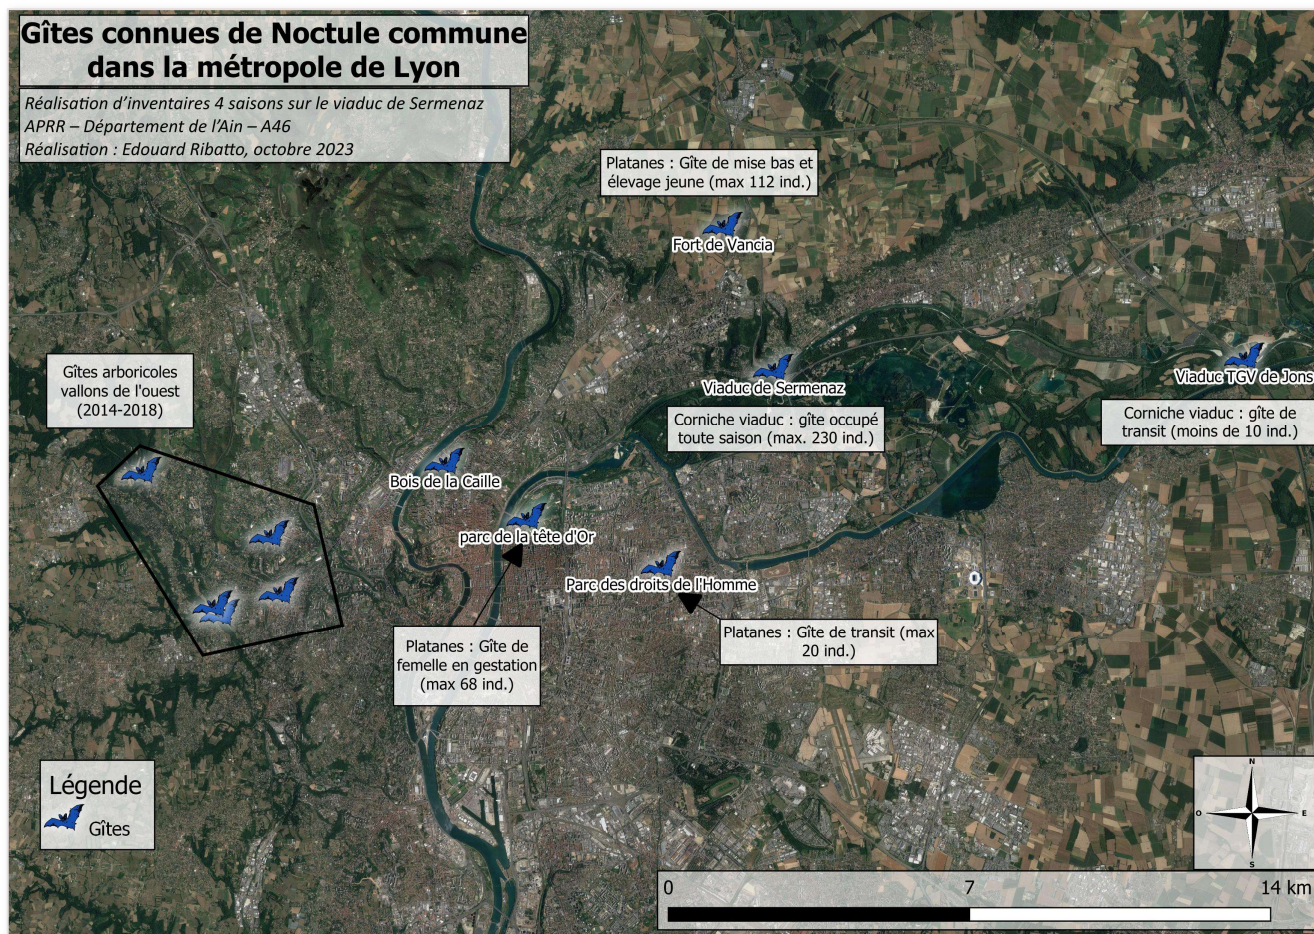 Gîtes connues de Noctule commune
dans la métropole de Lyon
Réalisation d'inventaires 4 saisons sur le viaduc de Sermenaz
APRR – Département de l'Ain – A46
Réalisation : Edouard Ribatto, octobre 2023
Platanes : Gîte de mise bas et
élevage jeune (max 112 ind.)
Fort de Vancia
Gîtes arboricoles
vallons de l'ouest
(2014-2018)
Viaduc de Sermenaz
Viaduc TGV de Jons
Corniche viaduc : gîte occupé
toute saison (max. 230 ind.)
Corniche viaduc : gîte de
transit (moins de 10 ind.)
Bois de la Caille
parc de la tête d'Or
Parc des droits de l'Homme
Platanes : Gîte de
femelle en gestation
(max 68 ind.)
Platanes : Gîte de transit (max
20 ind.)
Légende
Gîtes
N
O
E
S
0
7
14 km